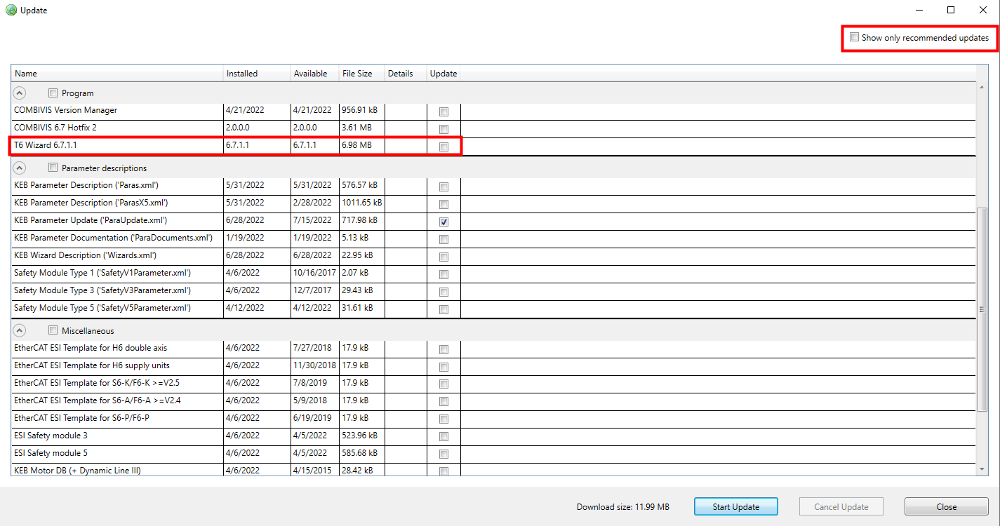 Update
Show only recommended updates
Name Installed Available File Size Details Update
Program
COMBIVIS Version Manager 4/21/2022 4/21/2022 956.91 kB
COMBIVIS 6.7 Hotfix 2 2.0.0.0 2.0.0.0 3.61 MB
T6 Wizard 6.7.1.1 6.7.1.1 6.7.1.1 6.98 MB
Parameter descriptions
KEB Parameter Description ('Paras.xml') 5/31/2022 5/31/2022 576.57 kB
KEB Parameter Description ('ParasX5.xml') 5/31/2022 2/28/2022 1011.65 kB
KEB Parameter Update ('ParaUpdate.xml') 6/28/2022 7/15/2022 717.98 kB
KEB Parameter Documentation ('ParaDocuments.xml') 1/19/2022 1/19/2022 5.13 kB
KEB Wizard Description ('Wizards.xml') 6/28/2022 6/28/2022 22.95 kB
Safety Module Type 1 ('SafetyV1Parameter.xml') 4/6/2022 10/16/2017 2.07 kB
Safety Module Type 3 ('SafetyV3Parameter.xml') 4/6/2022 12/7/2017 29.43 kB
Safety Module Type 5 ('SafetyV5Parameter.xml') 4/12/2022 4/12/2022 31.61 kB
Miscellaneous
EtherCAT ESI Template for H6 double axis 4/6/2022 7/27/2018 17.9 kB
EtherCAT ESI Template for H6 supply units 4/6/2022 11/30/2018 17.9 kB
EtherCAT ESI Template for S6-K/F6-K >=V2.5 4/6/2022 7/8/2019 17.9 kB
EtherCAT ESI Template for S6-A/F6-A >=V2.4 4/6/2022 5/9/2018 17.9 kB
EtherCAT ESI Template for S6-P/F6-P 4/6/2022 6/19/2019 17.9 kB
ESI Safety module 3 4/6/2022 4/5/2022 523.96 kB
ESI Safety module 5 4/6/2022 4/5/2022 585.68 kB
KEB Motor DB (+ Dynamic Line III) 4/6/2022 4/15/2015 28.42 kB
Download size: 11.99 MB Start Update Cancel Update Close